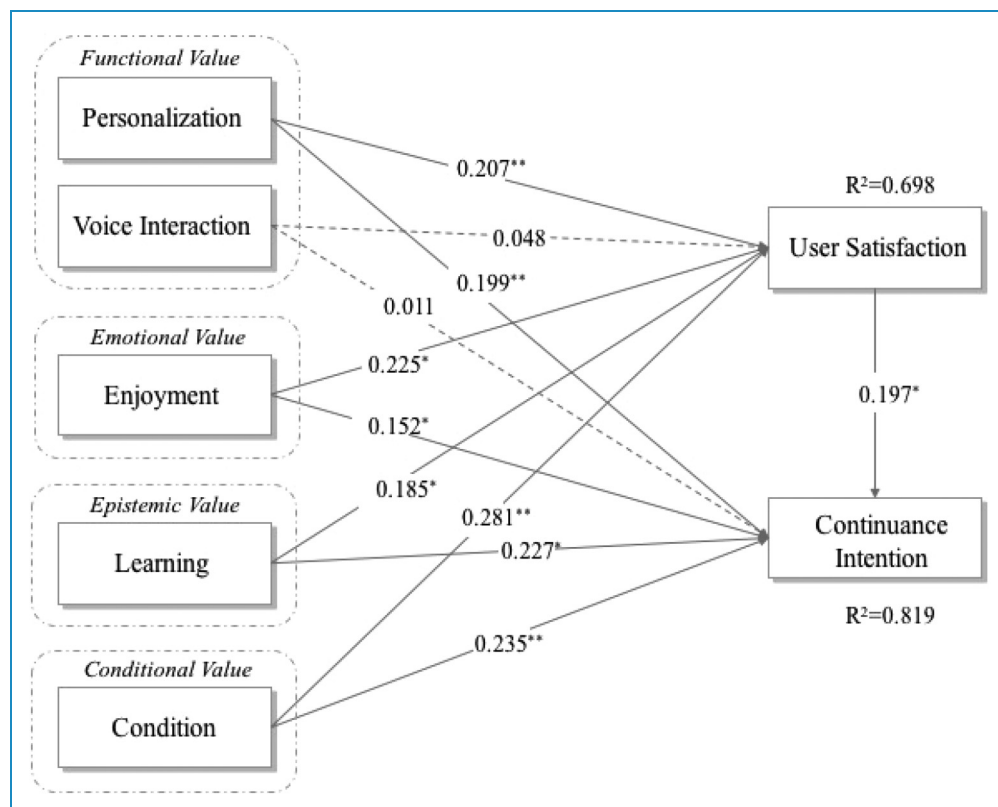 Functional Value
Personalization
0.207**
R²=0.698
Voice Interaction
0.048
User Satisfaction
0.199**
0.011
Emotional Value
Enjoyment
0.225*
0.197*
0.152*
Epistemic Value
0.185*
0.281**
Continuance
Intention
Learning
0.227*
R²=0.819
0.235**
Conditional Value
Condition